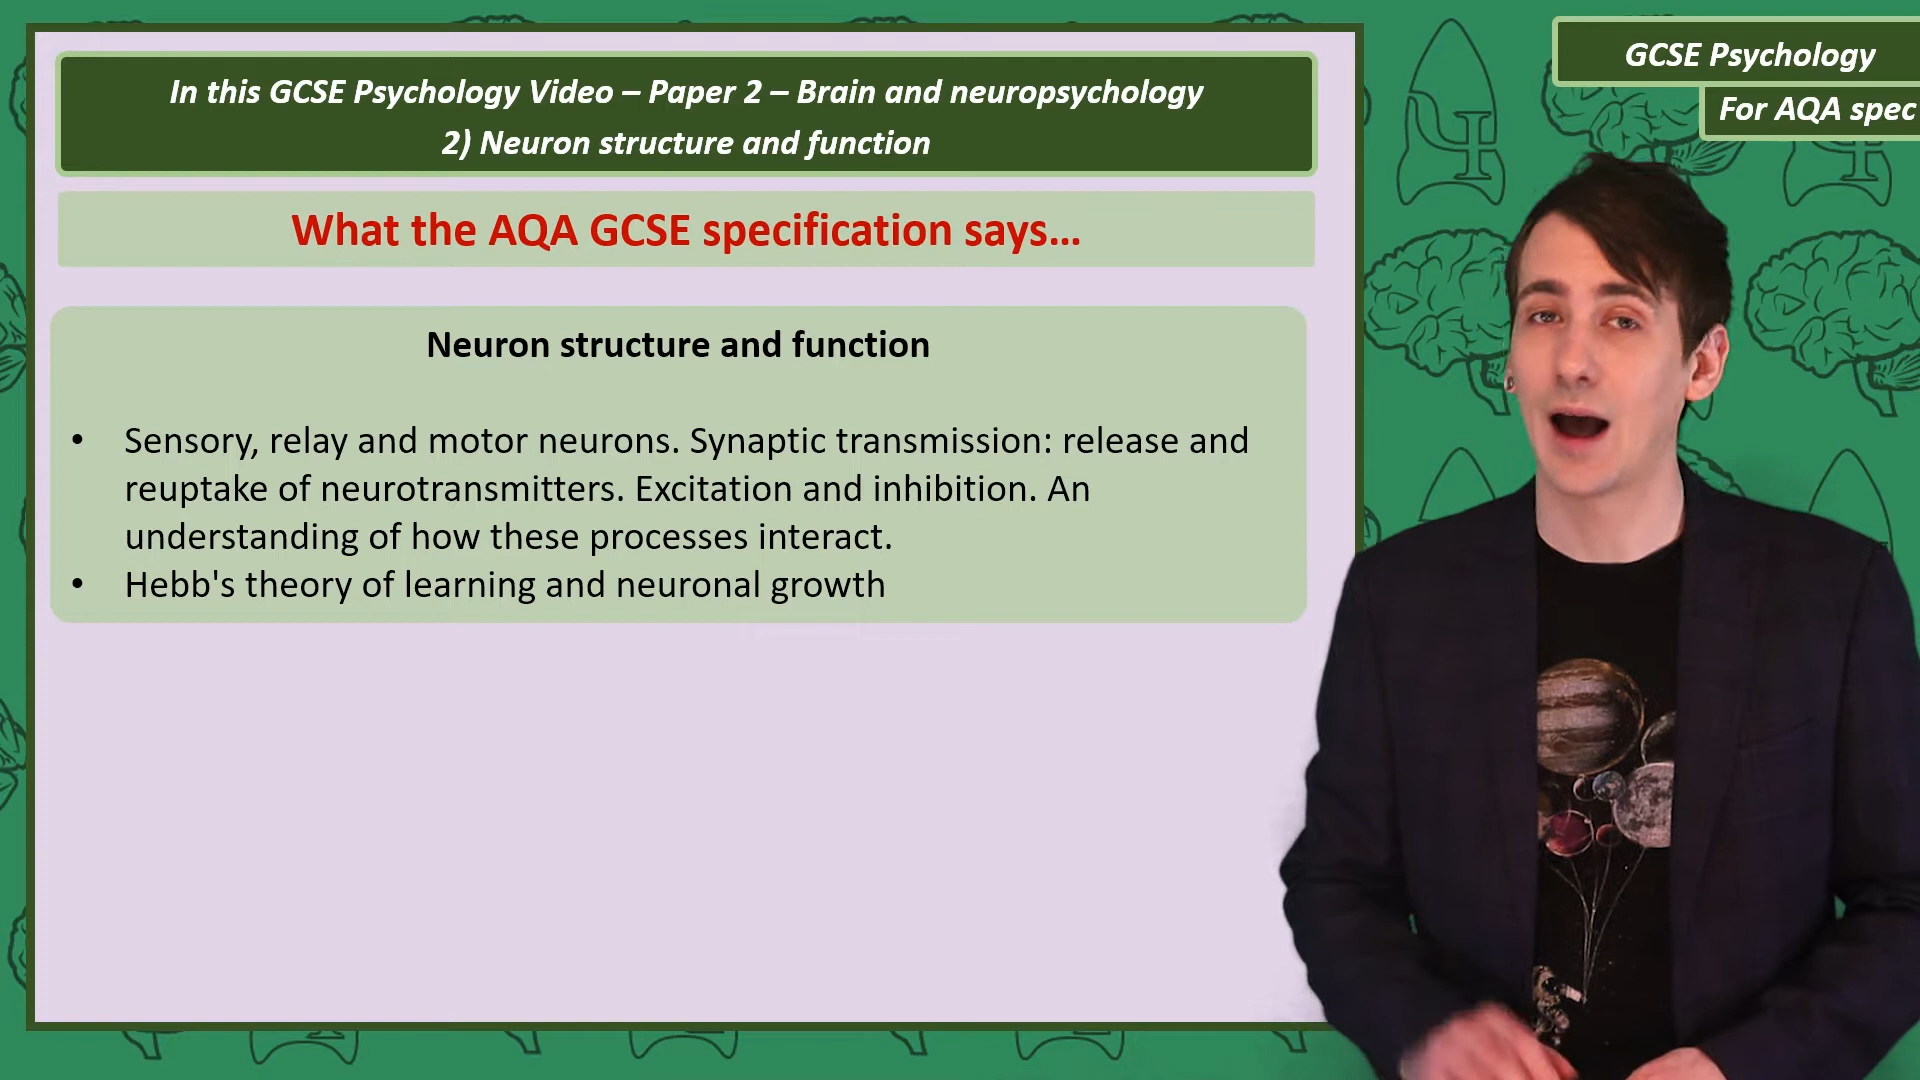 In this GCSE Psychology Video – Paper 2 – Brain and neuropsychology
2) Neuron structure and function
What the AQA GCSE specification says...
Neuron structure and function
• Sensory, relay and motor neurons. Synaptic transmission: release and
reuptake of neurotransmitters. Excitation and inhibition. An
understanding of how these processes interact.
• Hebb's theory of learning and neuronal growth
GCSE Psychology
For AQA spec